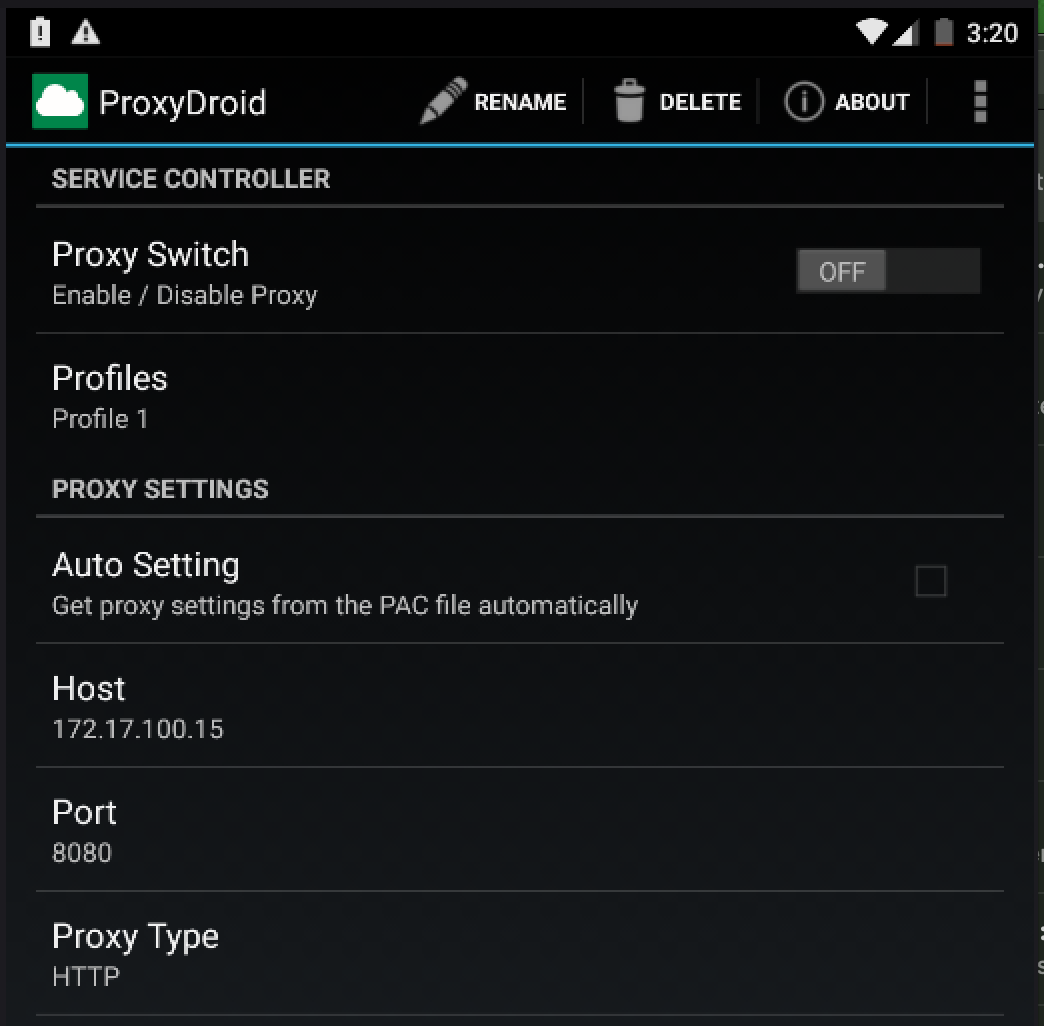 3:20
ProxyDroid RENAME DELETE ABOUT
SERVICE CONTROLLER
Proxy Switch
OFF
Enable / Disable Proxy
Profiles
Profile 1
PROXY SETTINGS
Auto Setting
Get proxy settings from the PAC file automatically
Host
172.17.100.15
Port
8080
Proxy Type
HTTP